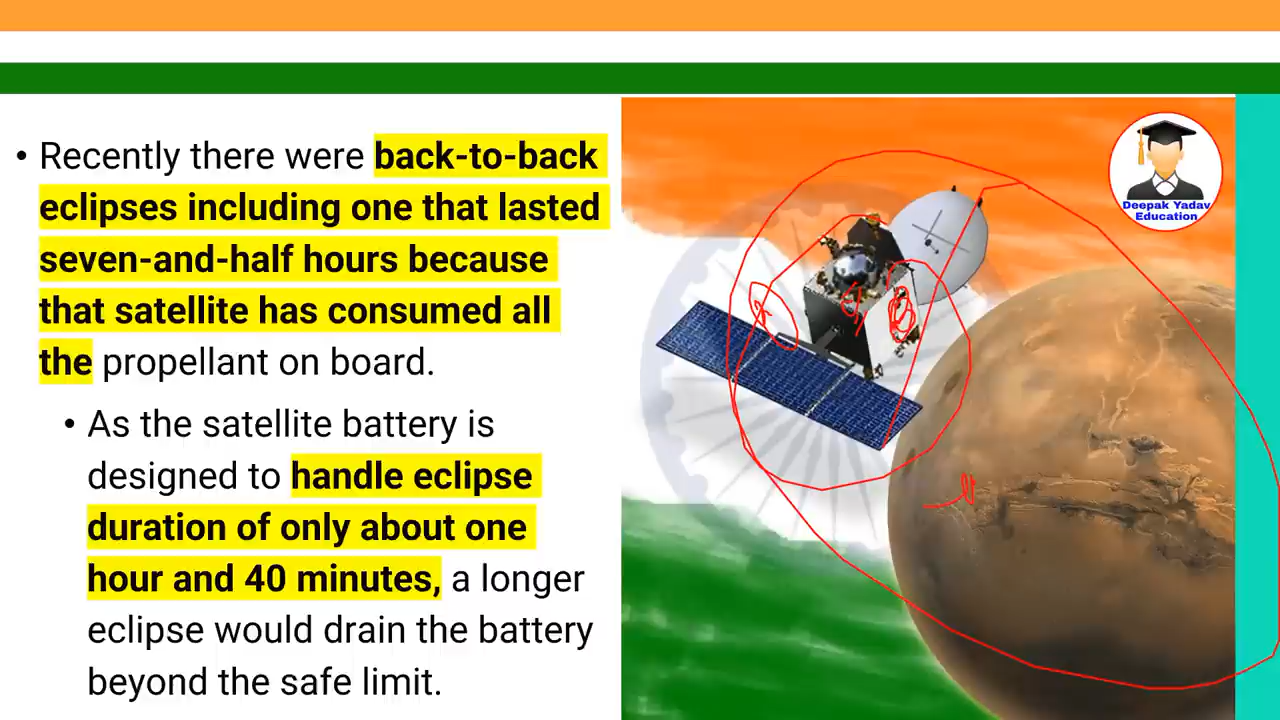 • Recently there were back-to-back
eclipses including one that lasted
seven-and-half hours because
that satellite has consumed all
the propellant on board.
• As the satellite battery is
designed to handle eclipse
duration of only about one
hour and 40 minutes, a longer
eclipse would drain the battery
beyond the safe limit.
Deepak Yadav
Education